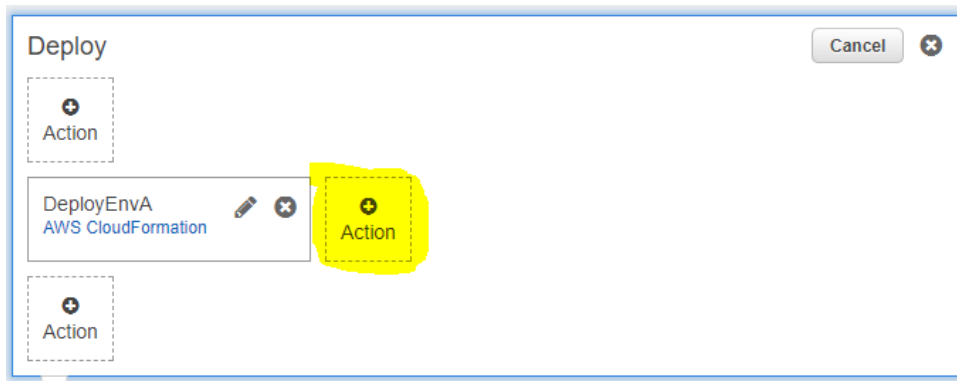 Deploy
Cancel
Action
DeployEnvA
AWS CloudFormation
Action
Action